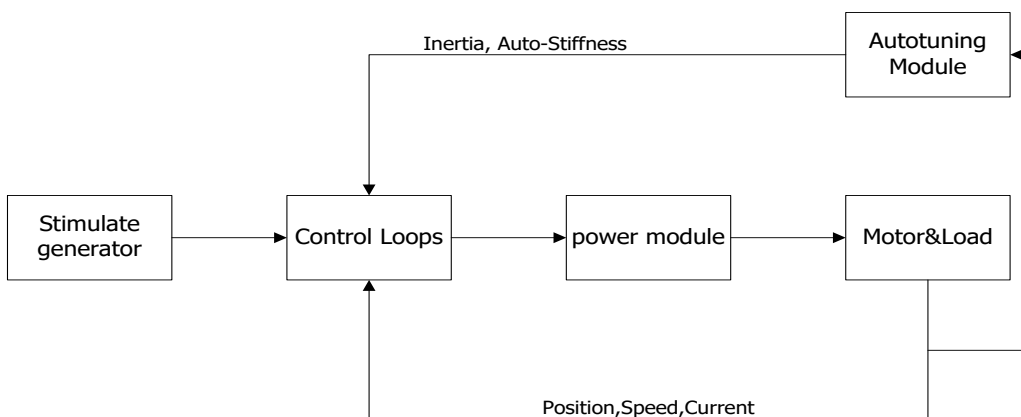 Inertia, Auto-Stiffness
Autotuning
Module
Stimulate
generator
Control Loops
power module
Motor&Load
Position,Speed,Current